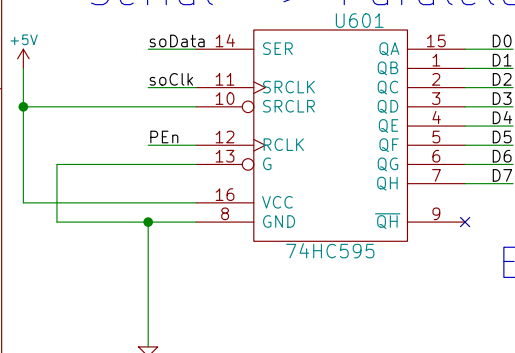 Serial -> Paralel
U601
+5V
soData 14 SER QA 15 D0
QB 1 D1
soClk 11 SRCLK QC 2 D2
10 SRCLR QD 3 D3
QE 4 D4
PEn 12 RCLK QF 5 D5
13 G QG 6 D6
QH 7 D7
16 VCC
8 GND QH 9
74HC595